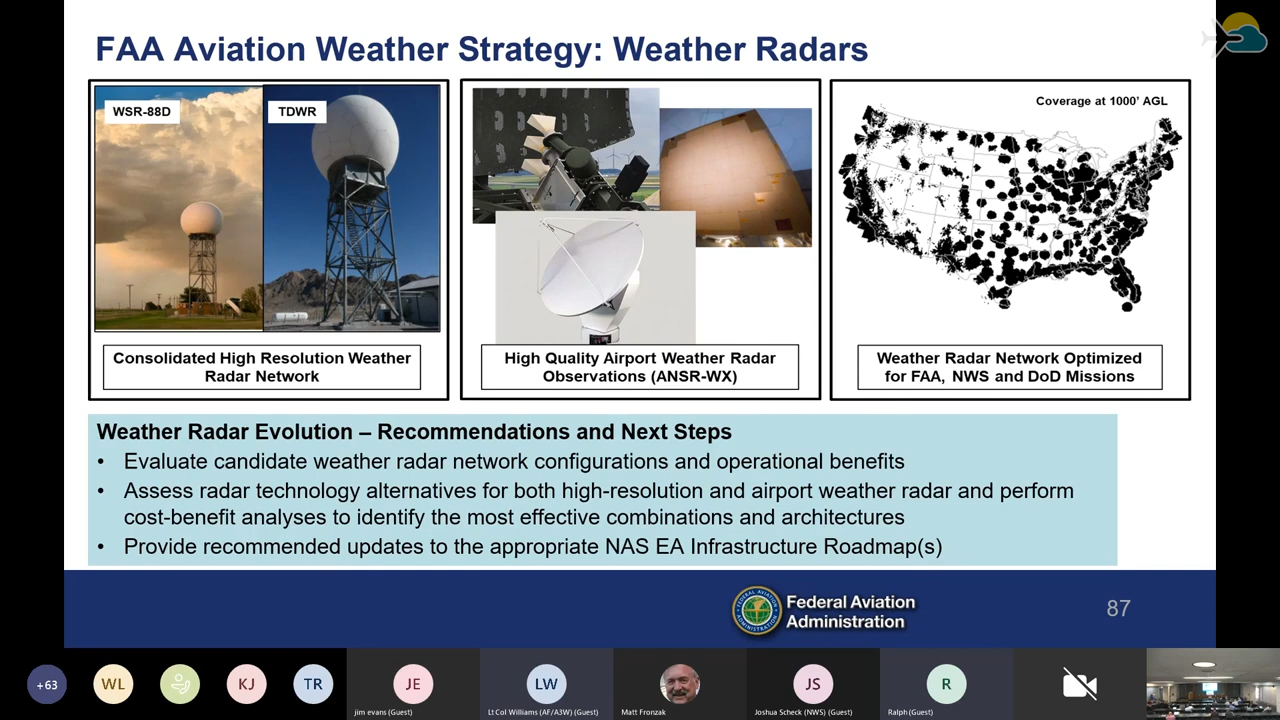 FAA Aviation Weather Strategy: Weather Radars
WSR-88D
TDWR
Coverage at 1000' AGL
Consolidated High Resolution Weather
Radar Network
High Quality Airport Weather Radar
Observations (ANSR-WX)
Weather Radar Network Optimized
for FAA, NWS and DoD Missions
Weather Radar Evolution – Recommendations and Next Steps
• Evaluate candidate weather radar network configurations and operational benefits
• Assess radar technology alternatives for both high-resolution and airport weather radar and perform
cost-benefit analyses to identify the most effective combinations and architectures
• Provide recommended updates to the appropriate NAS EA Infrastructure Roadmap(s)
Federal Aviation
Administration
87
+63
WL
KJ
TR
JE
LW
JS
R
jim evans (Guest)
Lt Col Williams (AF/A3W) (Guest)
Matt Fronzak
Joshua Scheck (NWS) (Guest)
Ralph (Guest)